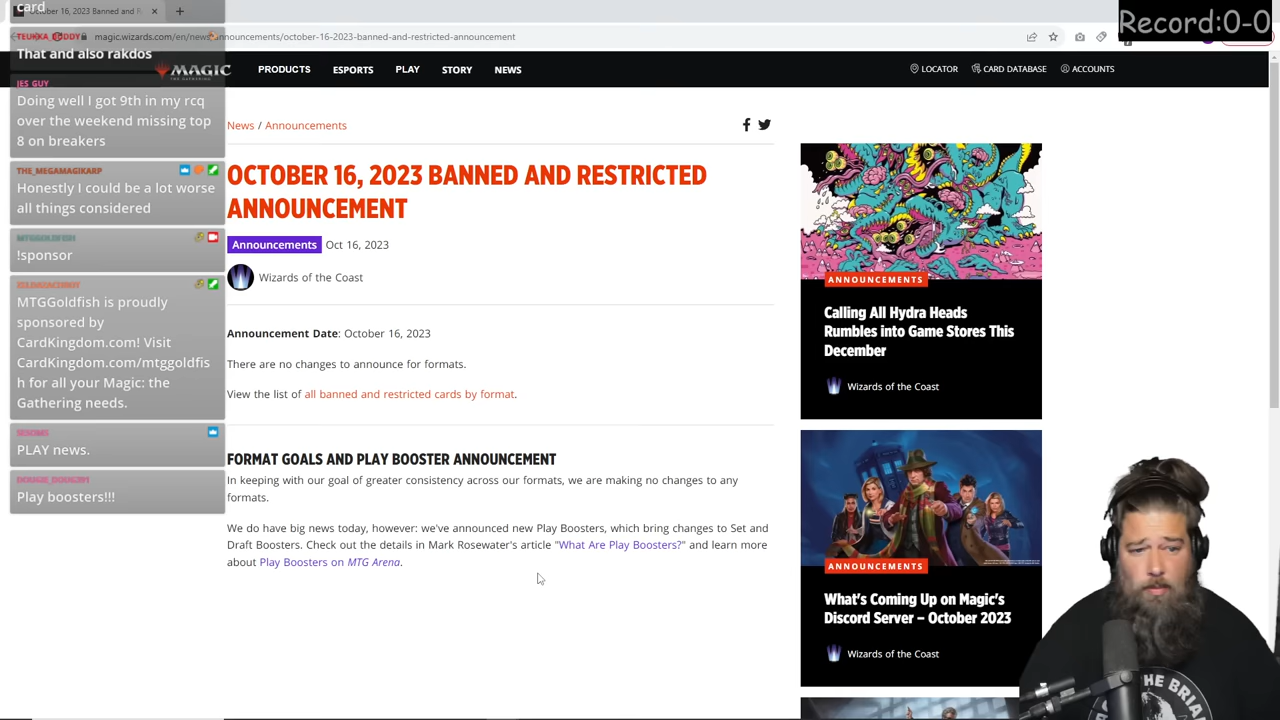 card
October 16, 2023 Banned and R
TEUKKA_DUDDY
That and also rakdos
IES GUY
Doing well I got 9th in my rcq
over the weekend missing top
8 on breakers
THE_MEGAMAGIKARP
Honestly I could be a lot worse
all things considered
MTGGOLDFISH
!sponsor
MTGGoldfish is proudly
sponsored by
CardKingdom.com! Visit
CardKingdom.com/mtggoldfis
h for all your Magic: the
Gathering needs.
PLAY news.
Play boosters!!!
magic.wizards.com/en/news/announcements/october-16-2023-banned-and-restricted-announcement
Record:0-0
MAGIC
THE GATHERING
PRODUCTS
ESPORTS
PLAY
STORY
NEWS
LOCATOR
CARD DATABASE
ACCOUNTS
News / Announcements
OCTOBER 16, 2023 BANNED AND RESTRICTED
ANNOUNCEMENT
Announcements Oct 16, 2023
Wizards of the Coast
Announcement Date: October 16, 2023
There are no changes to announce for formats.
View the list of all banned and restricted cards by format.
FORMAT GOALS AND PLAY BOOSTER ANNOUNCEMENT
In keeping with our goal of greater consistency across our formats, we are making no changes to any
formats.
We do have big news today, however: we've announced new Play Boosters, which bring changes to Set and
Draft Boosters. Check out the details in Mark Rosewater's article "What Are Play Boosters?" and learn more
about Play Boosters on MTG Arena.
ANNOUNCEMENTS
Calling All Hydra Heads
Rumbles into Game Stores This
December
Wizards of the Coast
ANNOUNCEMENTS
What's Coming Up on Magic's
Discord Server – October 2023
Wizards of the Coast
THE BRIA